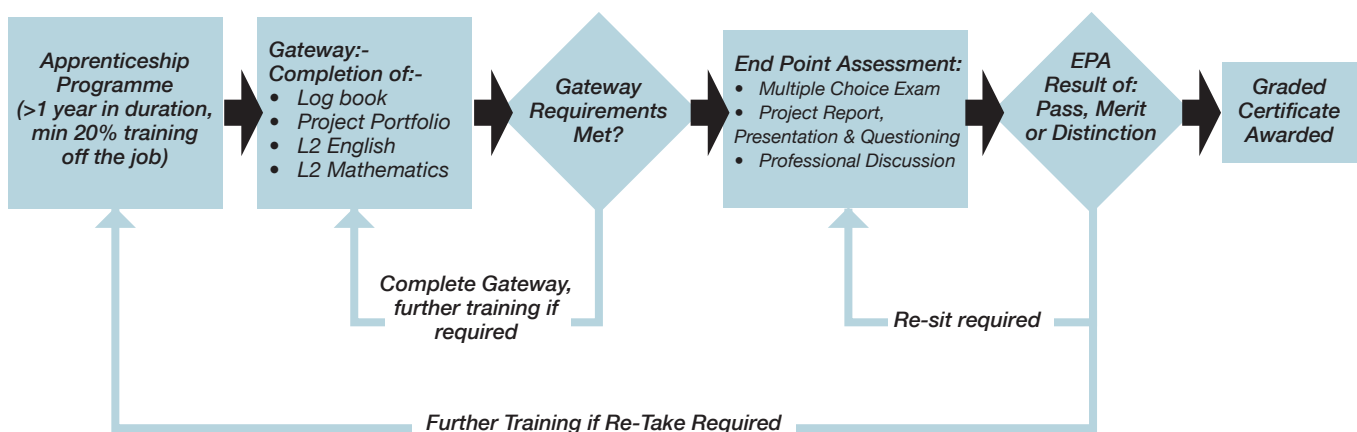 Apprenticeship
Programme
(>1 year in duration,
min 20% training
off the job)
Gateway:-
Completion of:-
• Log book
• Project Portfolio
• L2 English
• L2 Mathematics
Gateway
Requirements
Met?
End Point Assessment:
• Multiple Choice Exam
• Project Report,
Presentation & Questioning
• Professional Discussion
EPA
Result of:
Pass, Merit
or Distinction
Graded
Certificate
Awarded
Complete Gateway,
further training if
required
Re-sit required
Further Training if Re-Take Required